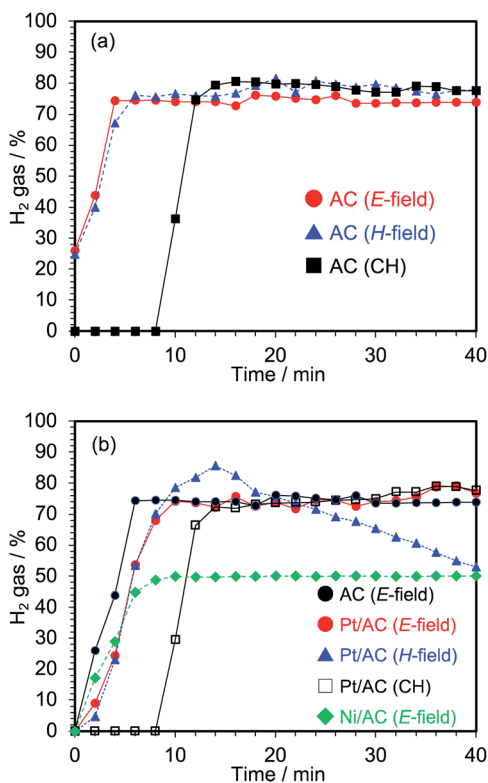 (a)
100
90
80
70
60
50
40
30
20
10
0
H₂ gas / %
AC (E-field)
AC (H-field)
AC (CH)
0 10 20 30 40
Time / min
(b)
100
90
80
70
60
50
40
30
20
10
0
H₂ gas / %
AC (E-field)
Pt/AC (E-field)
Pt/AC (H-field)
Pt/AC (CH)
Ni/AC (E-field)
0 10 20 30 40
Time / min